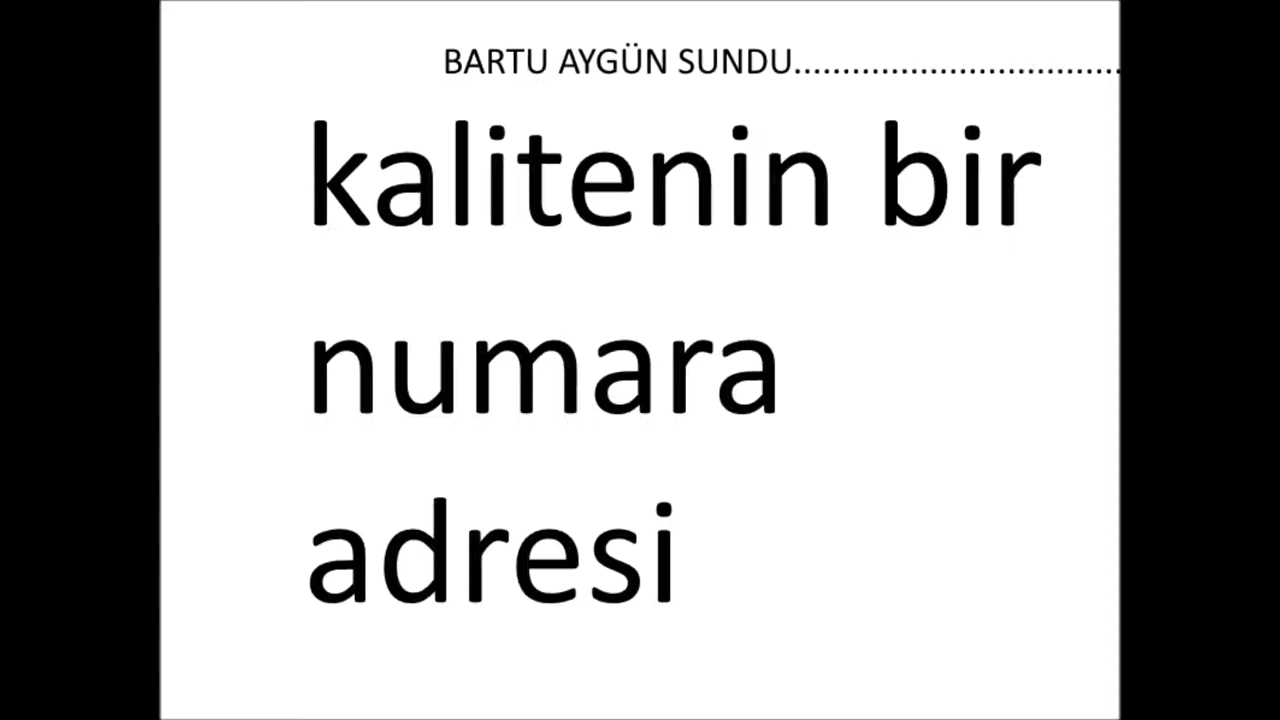 BARTU AYGÜN SUNDU..................................
kalitenin bir
numara
adresi